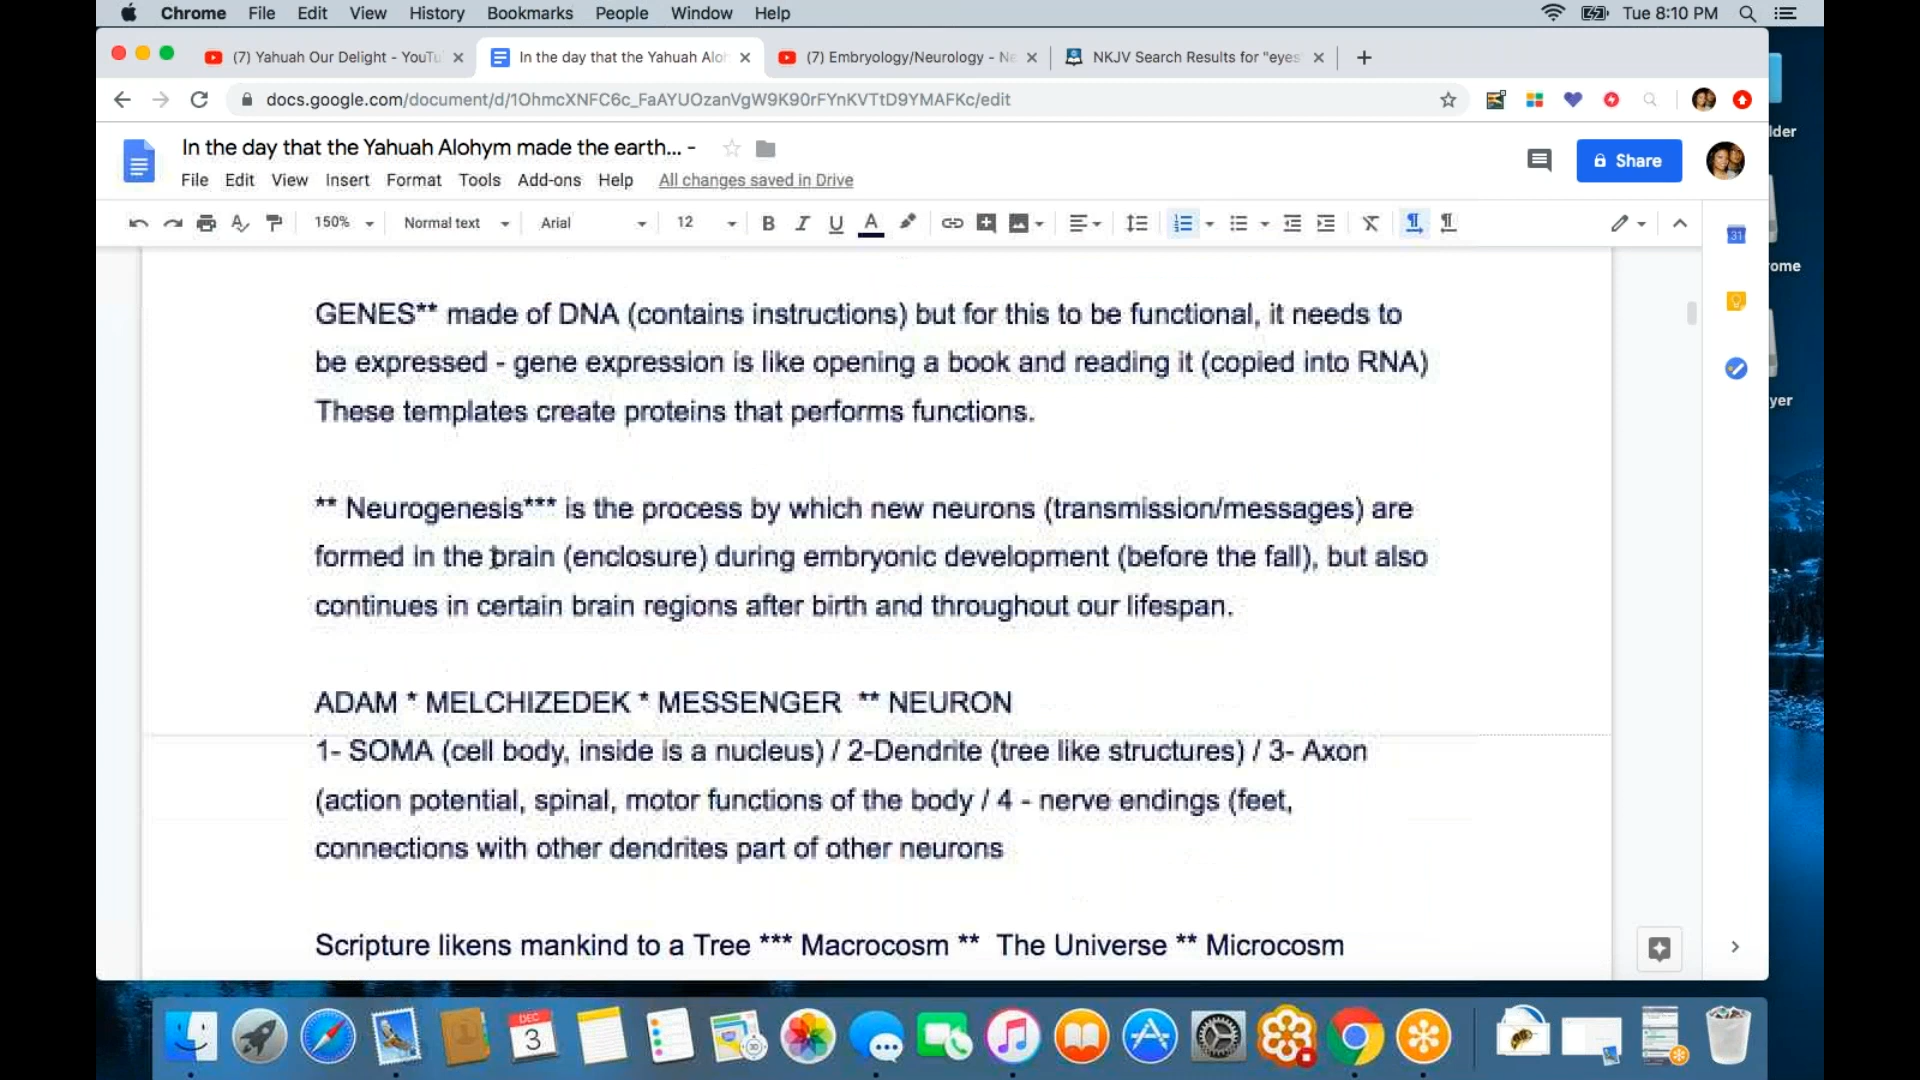 Chrome File Edit View History Bookmarks People Window Help Tue 8:10 PM
(7) Yahuah Our Delight - YouTu In the day that the Yahuah Aloh (7) Embryology/Neurology - Ne NKJV Search Results for "eyes
docs.google.com/document/d/1OhmcXNFC6c_FaAYUOzanVgW9K90rFYnKVTtD9YMAFKc/edit
In the day that the Yahuah Alohym made the earth... -
File Edit View Insert Format Tools Add-ons Help All changes saved in Drive
Share
150% Normal text Arial 12 B I U A
31
GENES** made of DNA (contains instructions) but for this to be functional, it needs to
be expressed - gene expression is like opening a book and reading it (copied into RNA)
These templates create proteins that performs functions.
** Neurogenesis*** is the process by which new neurons (transmission/messages) are
formed in the brain (enclosure) during embryonic development (before the fall), but also
continues in certain brain regions after birth and throughout our lifespan.
ADAM * MELCHIZEDEK * MESSENGER ** NEURON
1- SOMA (cell body, inside is a nucleus) / 2-Dendrite (tree like structures) / 3- Axon
(action potential, spinal, motor functions of the body / 4 - nerve endings (feet,
connections with other dendrites part of other neurons
Scripture likens mankind to a Tree *** Macrocosm ** The Universe ** Microcosm
lder
ome
yer
DEC
3